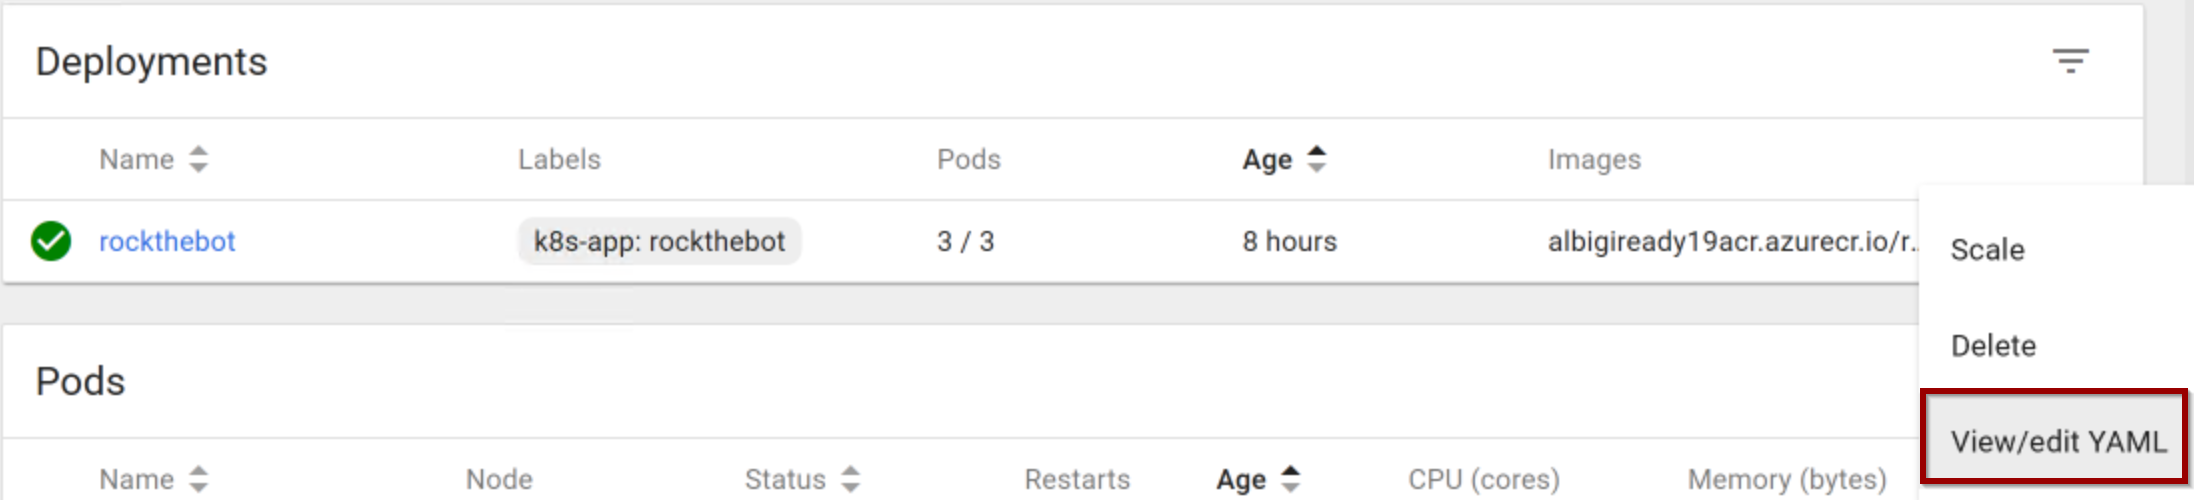 Deployments
Name Labels Pods Age Images
rockthebot k8s-app: rockthebot 3 / 3 8 hours albigiready19acr.azurecr.io/r...
Scale
Delete
View/edit YAML
Pods
Name Node Status Restarts Age CPU (cores) Memory (bytes)